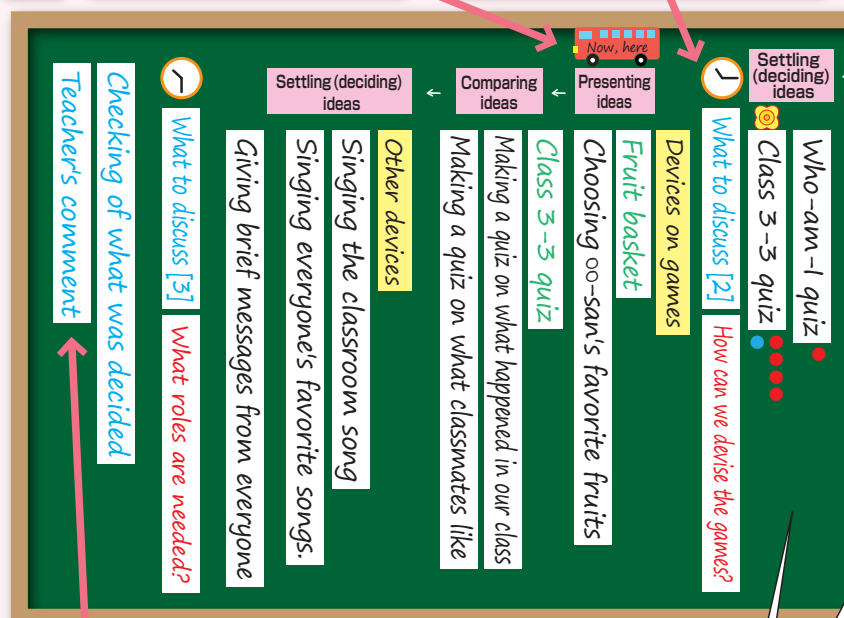 Settling
(deciding)
ideas
Who-am-I quiz
Class 3-3 quiz
What to discuss [2]
How can we devise the games?
Now, here
Presenting
ideas
Devices on games
Fruit basket
Choosing ○○-san's favorite fruits
Class 3-3 quiz
Comparing
ideas
Making a quiz on what happened in our class
Making a quiz on what classmates like
Settling (deciding)
ideas
Other devices
Singing the classroom song
Singing everyone's favorite songs.
Giving brief messages from everyone
What to discuss [3]
What roles are needed?
Checking of what was decided
Teacher's comment